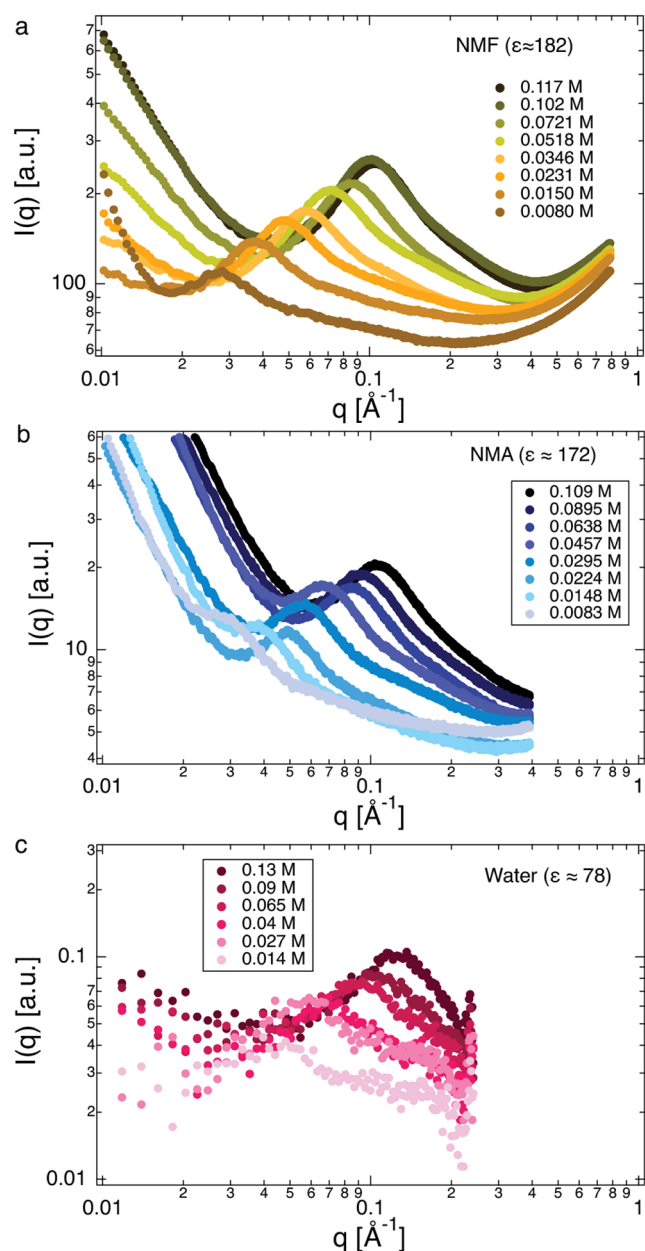 a
NMF (ε≈182)
0.117 M
0.102 M
0.0721 M
0.0518 M
0.0346 M
0.0231 M
0.0150 M
0.0080 M
I(q) [a.u.]
7
6
5
4
3
2
100
9
8
7
6
0.01 2 3 4 5 6 7 8 9 0.1 2 3 4 5 6 7 8 9 1
q [Å⁻¹]
b
NMA (ε ≈ 172)
0.109 M
0.0895 M
0.0638 M
0.0457 M
0.0295 M
0.0224 M
0.0148 M
0.0083 M
I(q) [a.u.]
6
5
4
3
2
10
9
8
7
6
5
4
0.01 2 3 4 5 6 7 8 9 0.1 2 3 4 5 6 7 8 9 1
q [Å⁻¹]
c
Water (ε ≈ 78)
0.13 M
0.09 M
0.065 M
0.04 M
0.027 M
0.014 M
I(q) [a.u.]
3
2
0.1
8
7
6
5
4
3
2
0.01
0.01 2 3 4 5 6 7 8 9 0.1 2 3 4 5 6 7 8 9 1
q [Å⁻¹]